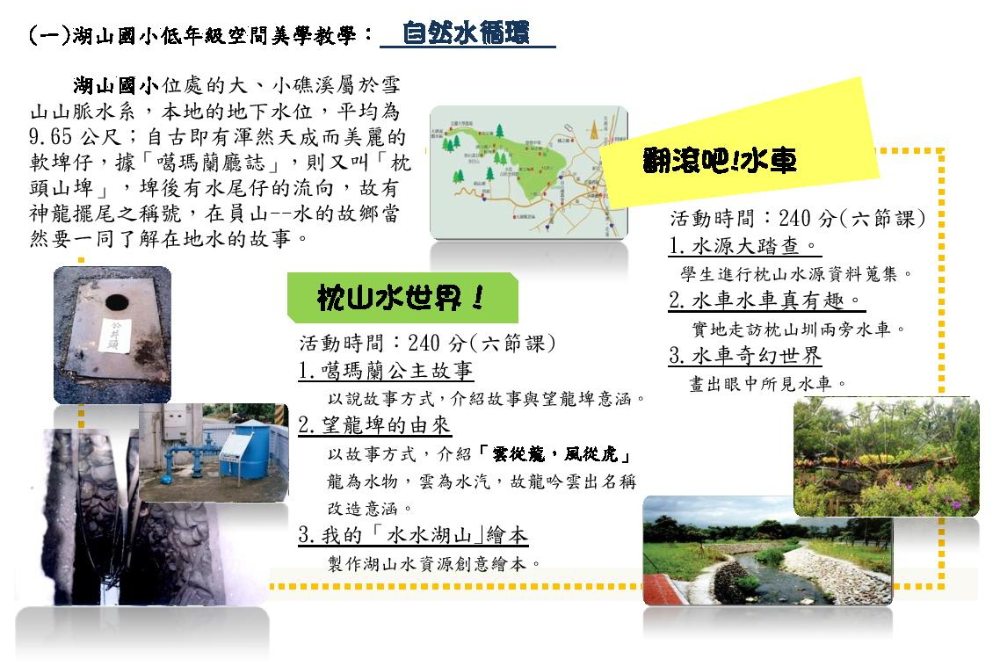 (一)湖山國小低年級空間美學教學：自然水循環
湖山國小位處的大、小礁溪屬於雪
山山脈水系，本地的地下水位，平均為
9.65 公尺；自古即有渾然天成而美麗的
軟埤仔，據「噶瑪蘭廳誌」，則又叫「枕
頭山埤」，埤後有水尾仔的流向，故有
神龍擺尾之稱號，在員山--水的故鄉當
然要一同了解在地水的故事。
公井頭
枕山水世界！
活動時間：240 分(六節課)
1.噶瑪蘭公主故事
以說故事方式，介紹故事與望龍埤意涵。
2.望龍埤的由來
以故事方式，介紹「雲從龍，風從虎」
龍為水物，雲為水汽，故龍吟雲出名稱
改造意涵。
3.我的「水水湖山」繪本
製作湖山水資源創意繪本。
翻滾吧!水車
活動時間：240 分(六節課)
1.水源大踏查。
學生進行枕山水源資料蒐集。
2.水車水車真有趣。
實地走訪枕山圳兩旁水車。
3.水車奇幻世界
畫出眼中所見水車。